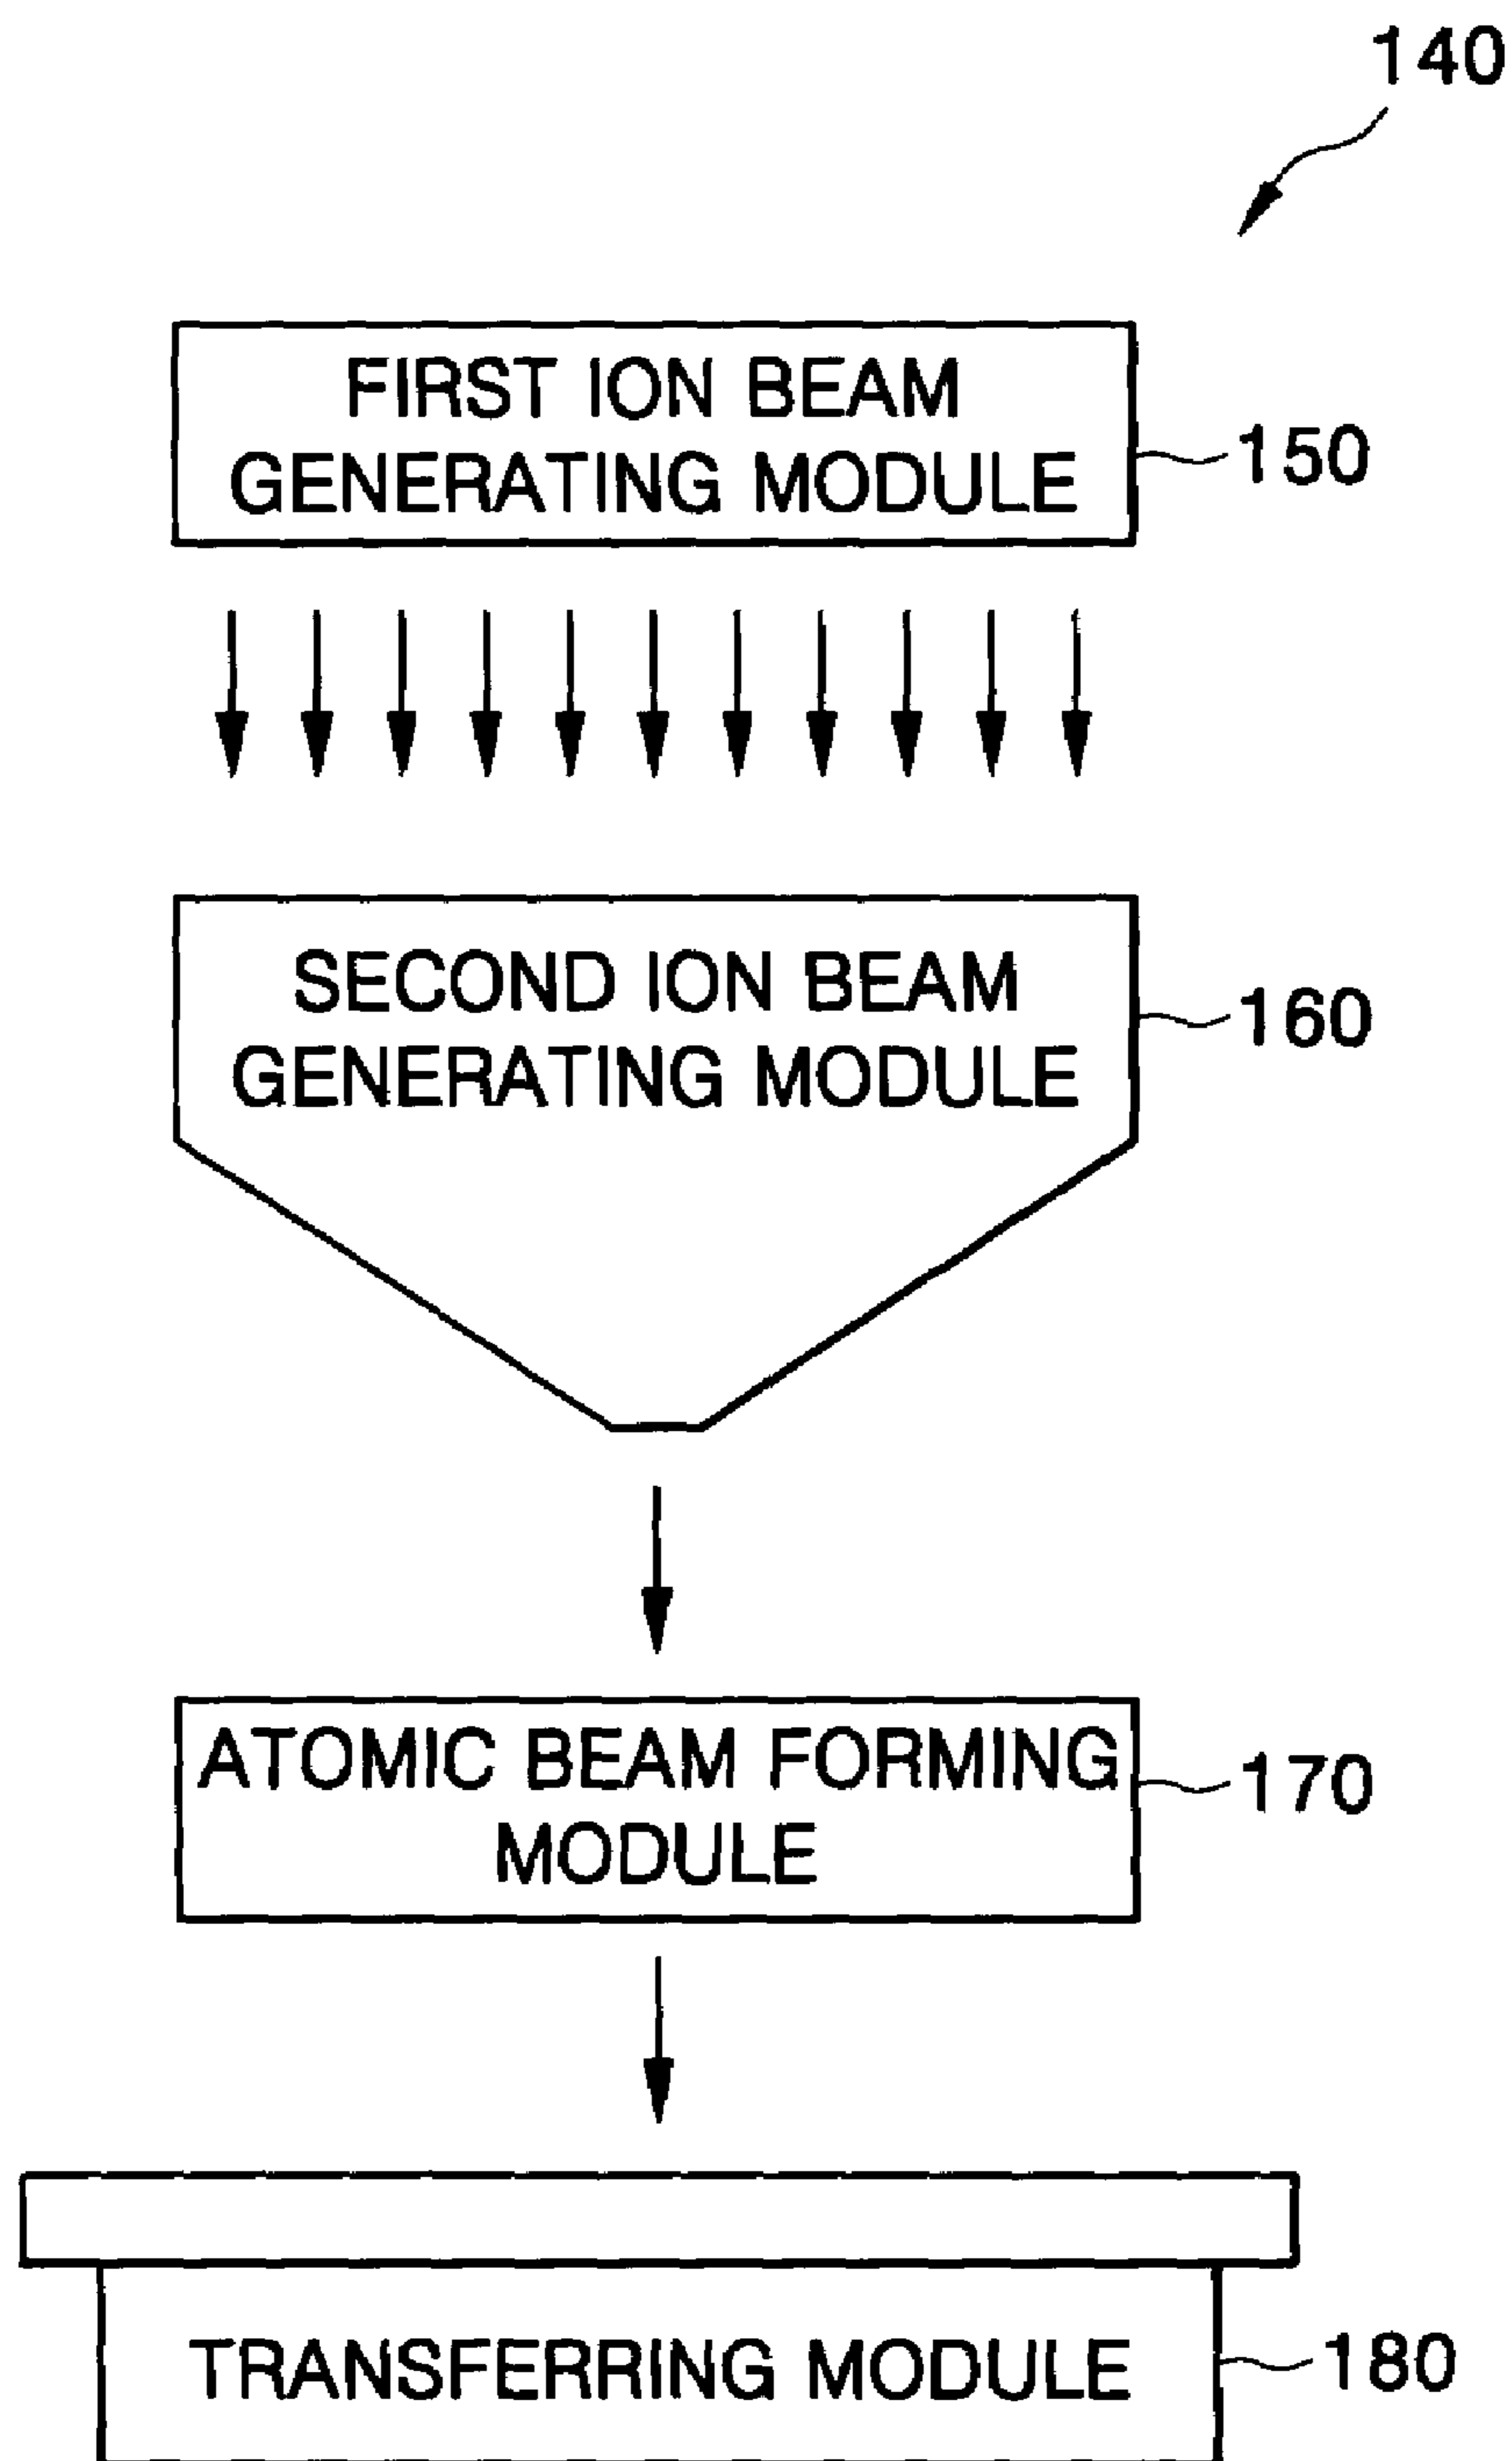 140
FIRST ION BEAM
GENERATING MODULE
150
SECOND ION BEAM
GENERATING MODULE
160
ATOMIC BEAM FORMING
MODULE
170
TRANSFERRING MODULE
180